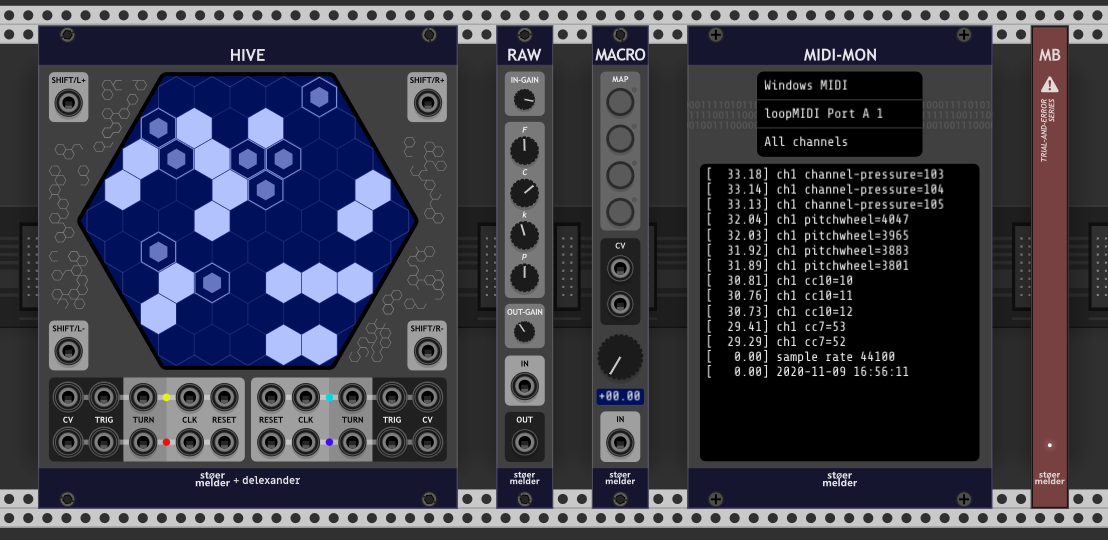 HIVE
SHIFT/L+
SHIFT/R+
SHIFT/L-
SHIFT/R-
CV TRIG TURN CLK RESET
RESET CLK TURN TRIG CV
støer
melder + delexander
RAW
IN-GAIN
F
C
k
p
OUT-GAIN
IN
OUT
støer
melder
MACRO
MAP
CV
+00.00
IN
støer
melder
MIDI-MON
Windows MIDI
loopMIDI Port A 1
All channels
[ 33.18] ch1 channel-pressure=103
[ 33.14] ch1 channel-pressure=104
[ 33.13] ch1 channel-pressure=105
[ 32.04] ch1 pitchwheel=4047
[ 32.03] ch1 pitchwheel=3965
[ 31.92] ch1 pitchwheel=3883
[ 31.89] ch1 pitchwheel=3801
[ 30.81] ch1 cc10=10
[ 30.76] ch1 cc10=11
[ 30.73] ch1 cc10=12
[ 29.41] ch1 cc7=53
[ 29.29] ch1 cc7=52
[ 0.00] sample rate 44100
[ 0.00] 2020-11-09 16:56:11
støer
melder
MB
TRIAL-AND-ERROR
SERIES
støer
melder